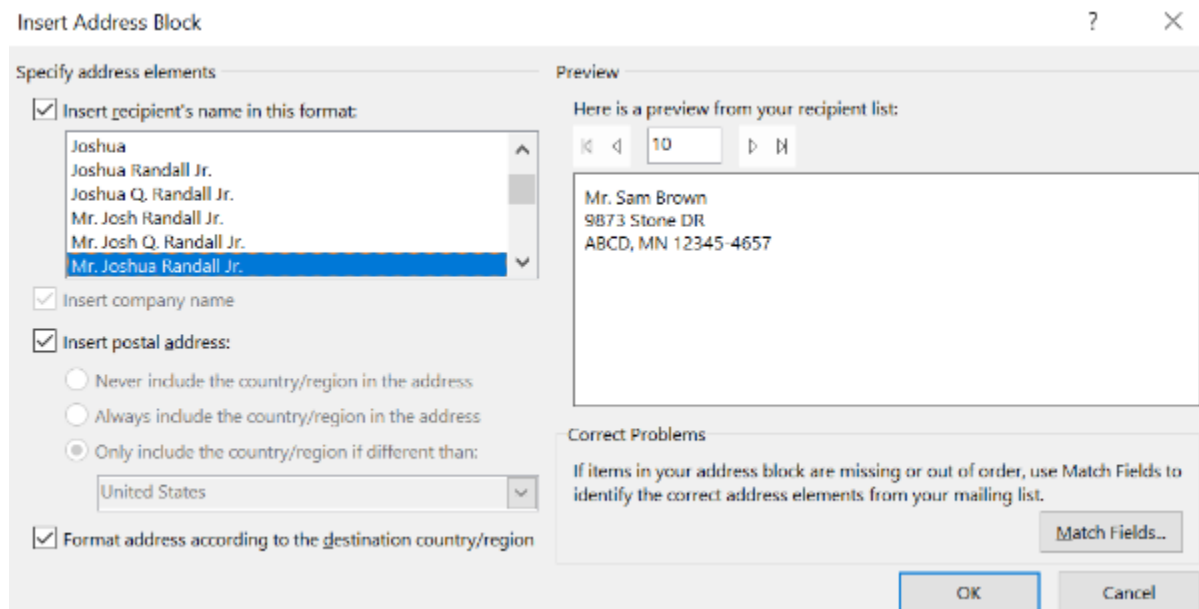 Insert Address Block
?
Specify address elements
Insert recipient's name in this format:
Joshua
Joshua Randall Jr.
Joshua Q. Randall Jr.
Mr. Josh Randall Jr.
Mr. Josh Q. Randall Jr.
Mr. Joshua Randall Jr.
Insert company name
Insert postal address:
Never include the country/region in the address
Always include the country/region in the address
Only include the country/region if different than:
United States
Format address according to the destination country/region
Preview
Here is a preview from your recipient list:
10
Mr. Sam Brown
9873 Stone DR
ABCD, MN 12345-4657
Correct Problems
If items in your address block are missing or out of order, use Match Fields to
identify the correct address elements from your mailing list.
Match Fields...
OK
Cancel